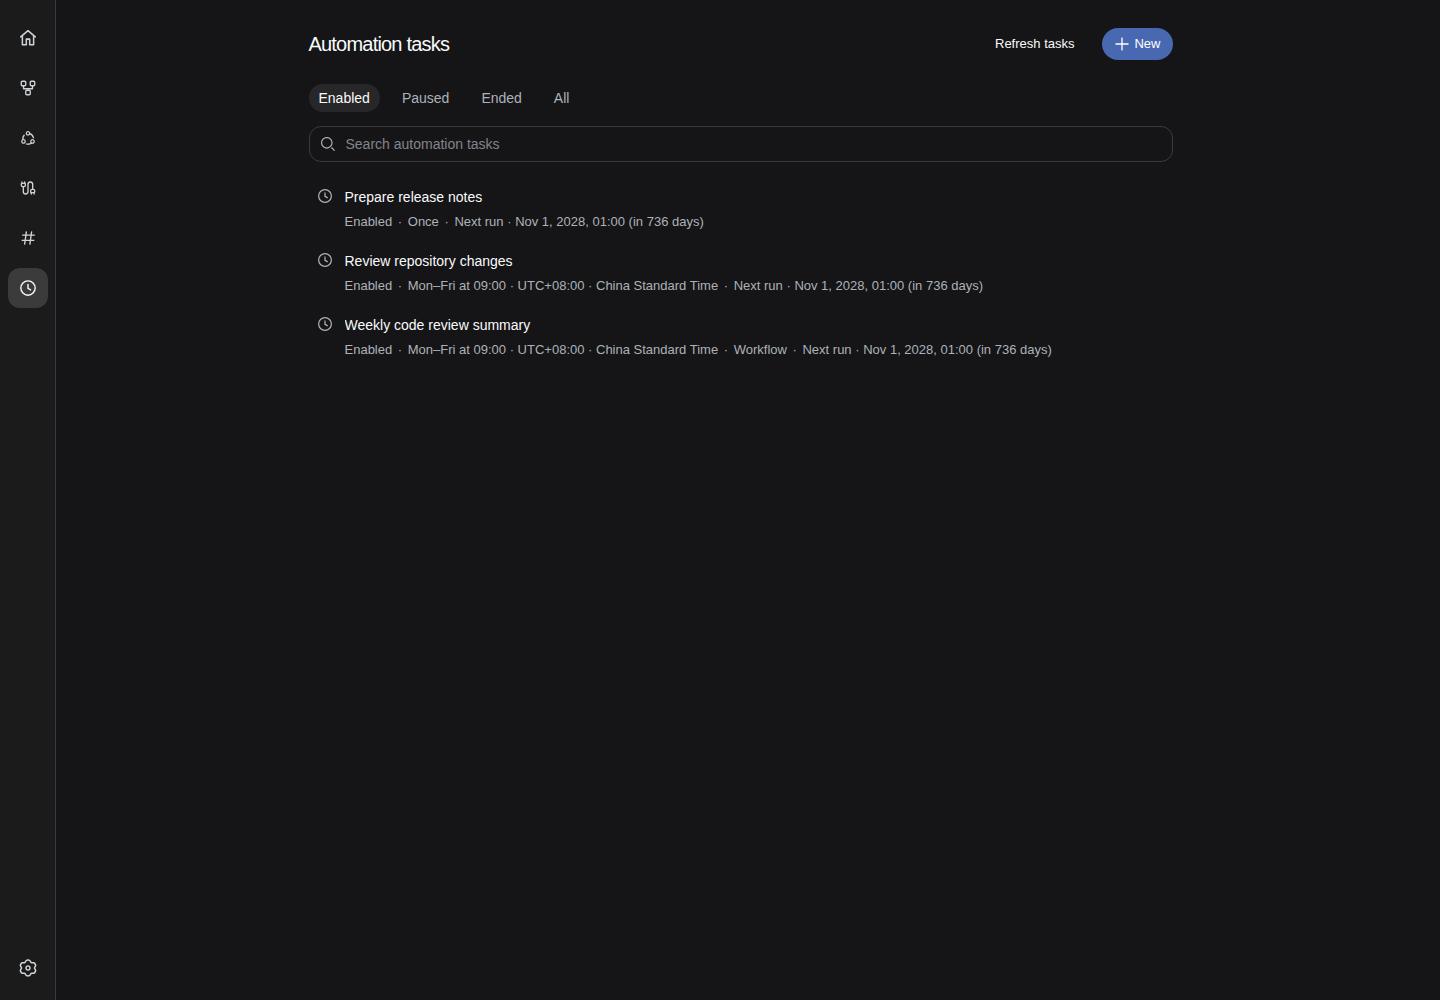 Automation tasks
Refresh tasks
New
Enabled
Paused
Ended
All
Search automation tasks
Prepare release notes
Enabled · Once · Next run · Nov 1, 2028, 01:00 (in 736 days)
Review repository changes
Enabled · Mon–Fri at 09:00 · UTC+08:00 · China Standard Time · Next run · Nov 1, 2028, 01:00 (in 736 days)
Weekly code review summary
Enabled · Mon–Fri at 09:00 · UTC+08:00 · China Standard Time · Workflow · Next run · Nov 1, 2028, 01:00 (in 736 days)